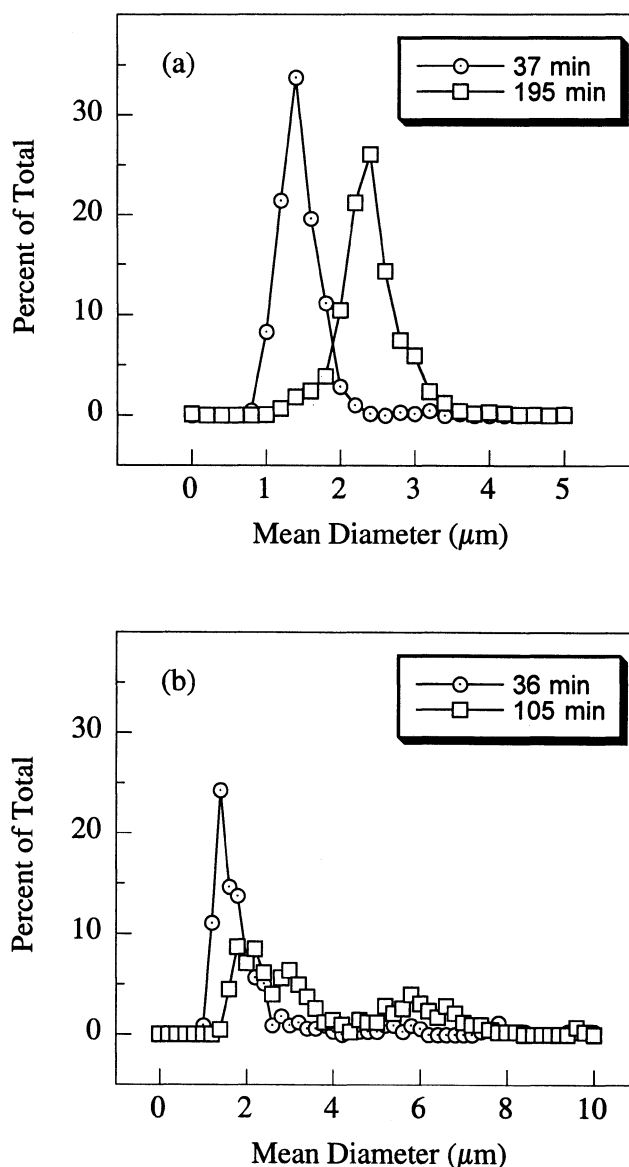 (a)
37 min
195 min
30
20
10
0
Percent of Total
0 1 2 3 4 5
Mean Diameter (μm)
(b)
36 min
105 min
30
20
10
0
Percent of Total
0 2 4 6 8 10
Mean Diameter (μm)